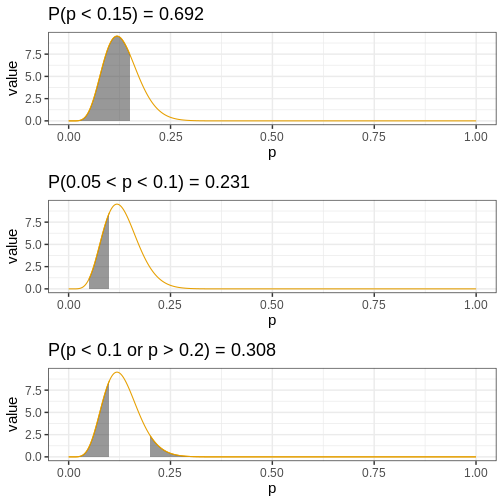 P(p < 0.15) = 0.692
value
7.5
5.0
2.5
0.0
0.00 0.25 0.50 0.75 1.00
p
P(0.05 < p < 0.1) = 0.231
value
7.5
5.0
2.5
0.0
0.00 0.25 0.50 0.75 1.00
p
P(p < 0.1 or p > 0.2) = 0.308
value
7.5
5.0
2.5
0.0
0.00 0.25 0.50 0.75 1.00
p